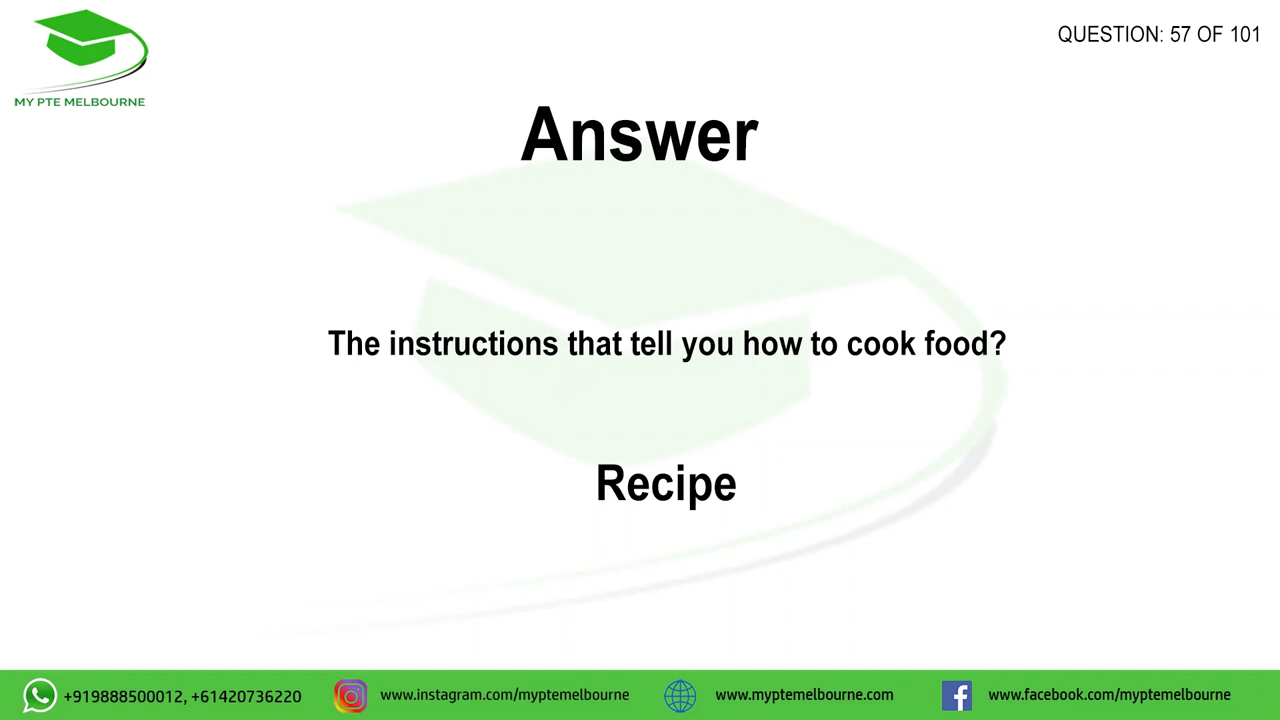 MY PTE MELBOURNE
QUESTION: 57 OF 101
Answer
The instructions that tell you how to cook food?
Recipe
+919888500012, +61420736220
www.instagram.com/myptemelbourne
www.myptemelbourne.com
www.facebook.com/myptemelbourne